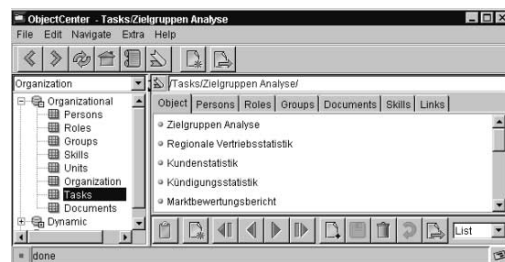 ObjectCenter - Tasks/Zielgruppen Analyse
File Edit Navigate Extra Help
Organization
/Tasks/Zielgruppen Analyse/
Organizational
Persons
Roles
Groups
Skills
Units
Organization
Tasks
Documents
Dynamic
Object Persons Roles Groups Documents Skills Links
Zielgruppen Analyse
Regionale Vertriebsstatistik
Kundenstatistik
Kündigungsstatistik
Marktbewertungsbericht
List
done